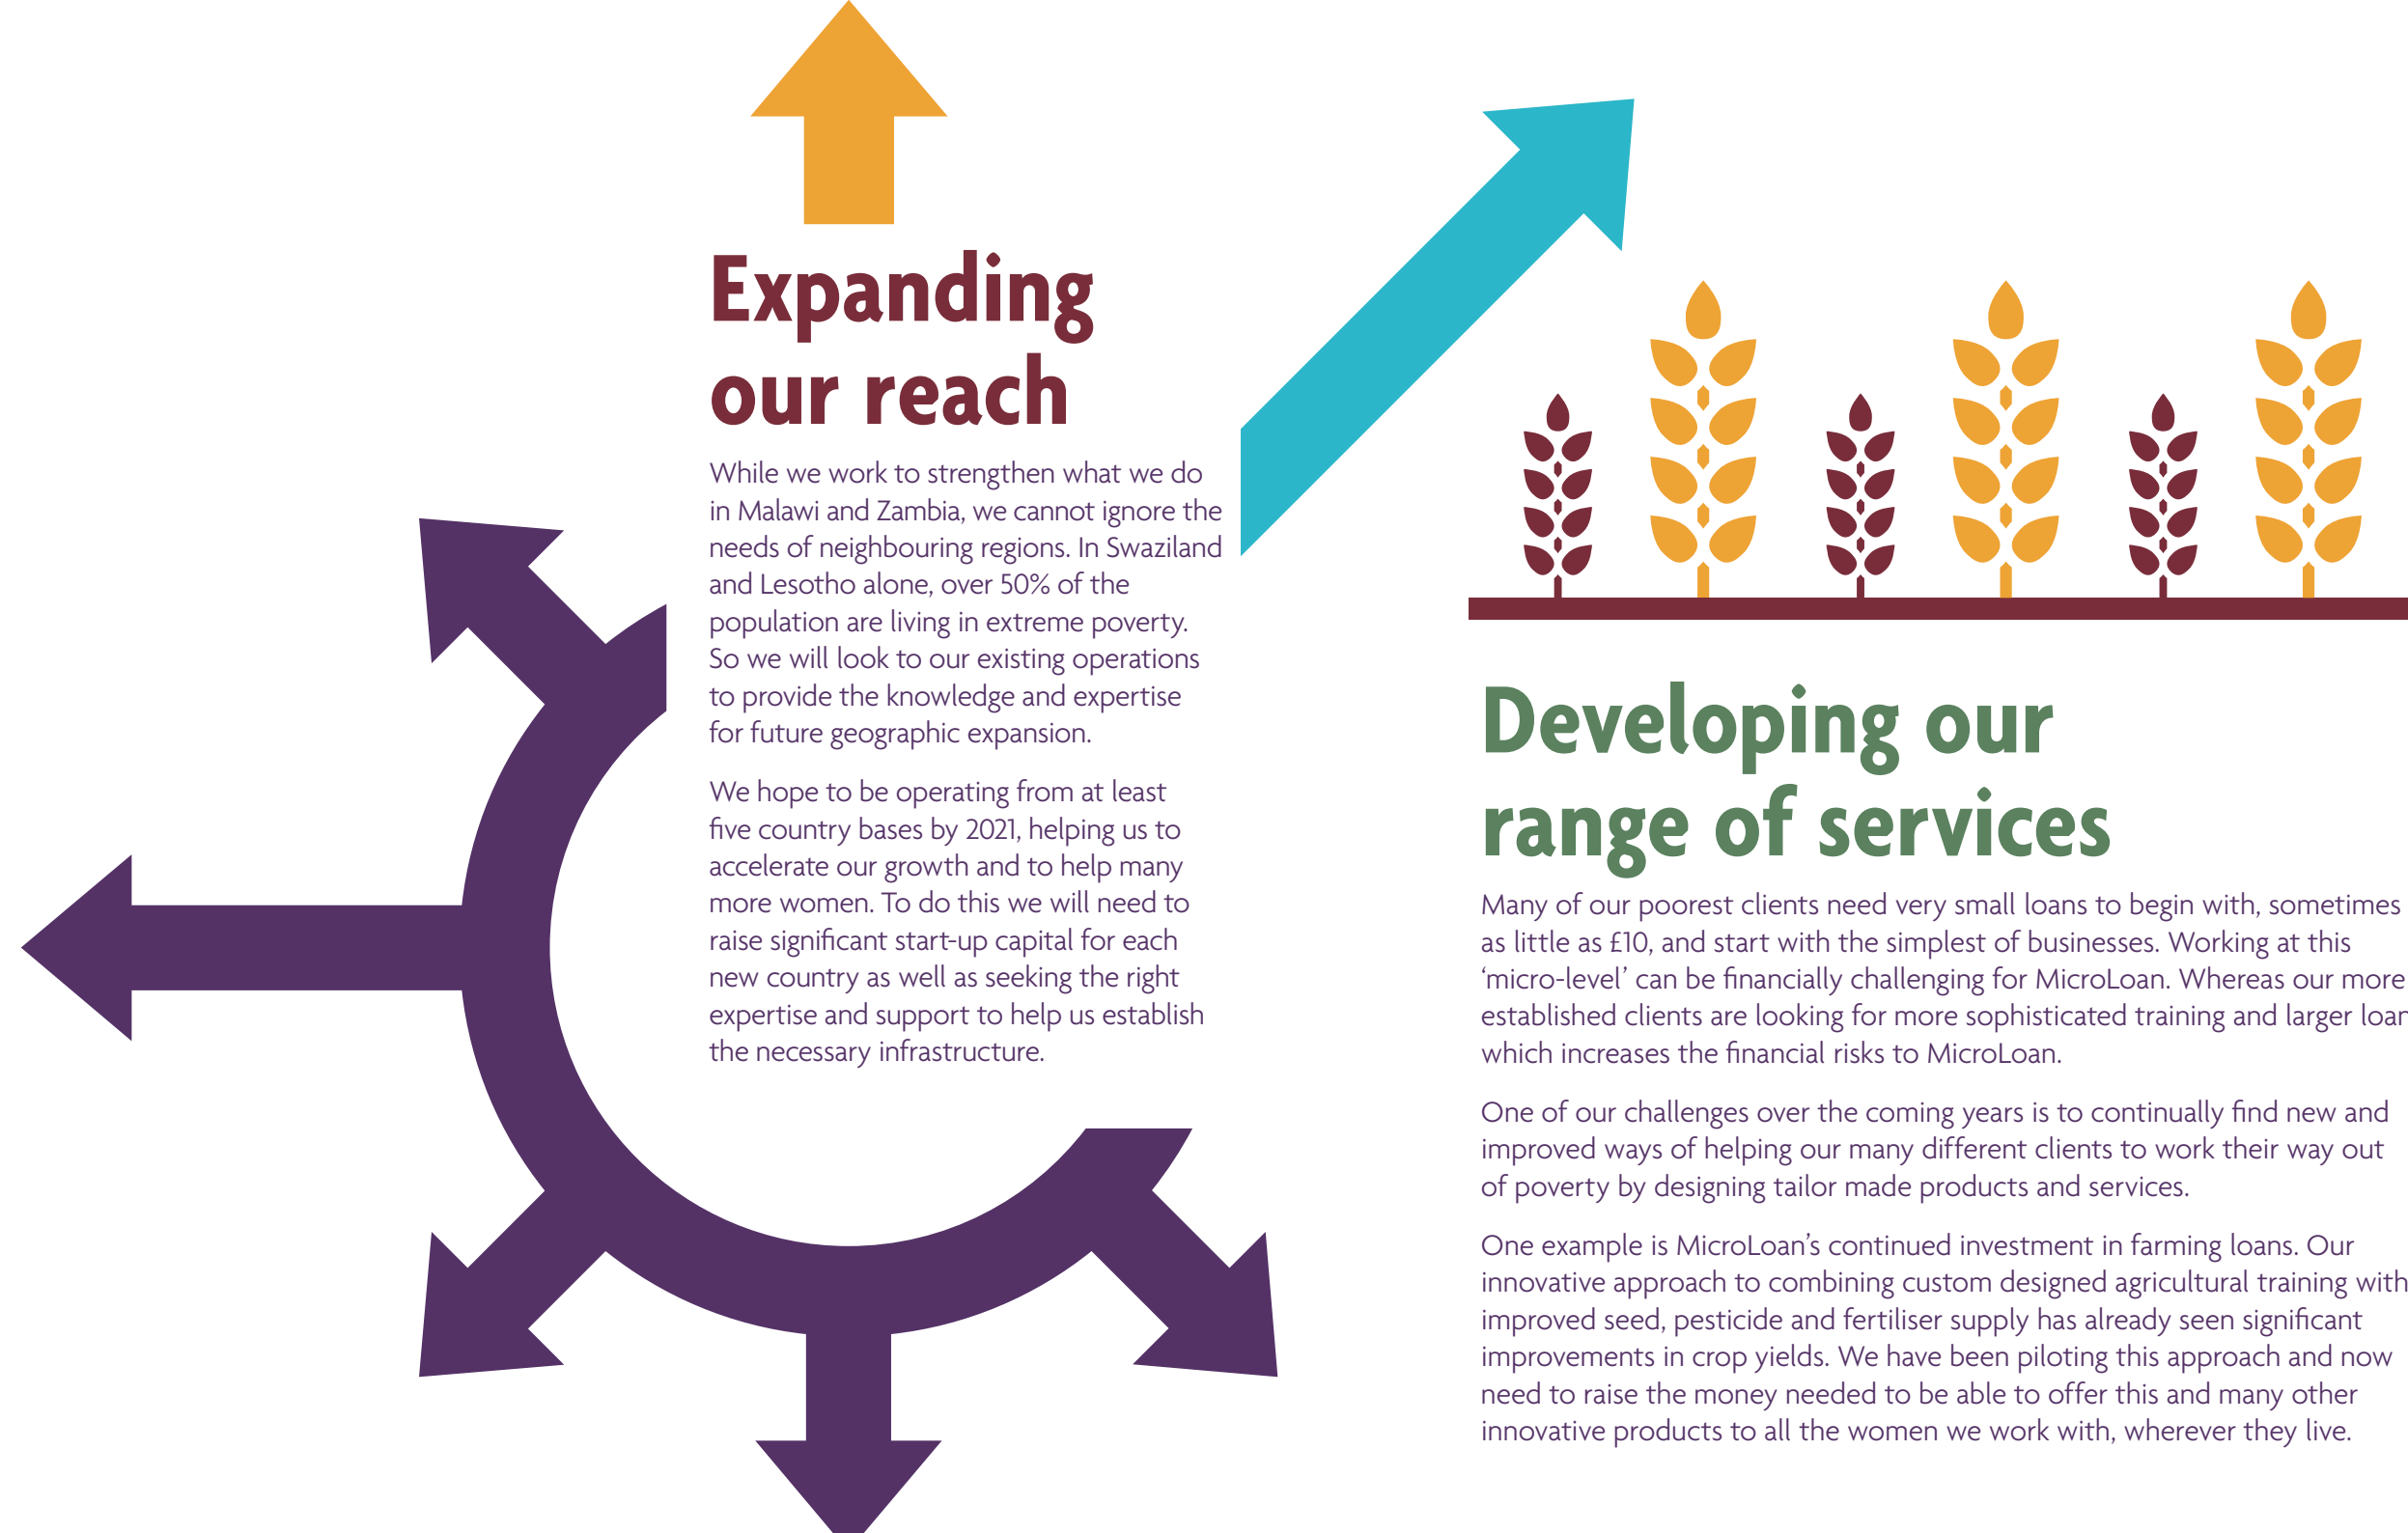 Expanding
our reach
While we work to strengthen what we do
in Malawi and Zambia, we cannot ignore the
needs of neighbouring regions. In Swaziland
and Lesotho alone, over 50% of the
population are living in extreme poverty.
So we will look to our existing operations
to provide the knowledge and expertise
for future geographic expansion.
We hope to be operating from at least
five country bases by 2021, helping us to
accelerate our growth and to help many
more women. To do this we will need to
raise significant start-up capital for each
new country as well as seeking the right
expertise and support to help us establish
the necessary infrastructure.
Developing our
range of services
Many of our poorest clients need very small loans to begin with, sometimes
as little as £10, and start with the simplest of businesses. Working at this
‘micro-level’ can be financially challenging for MicroLoan. Whereas our more
established clients are looking for more sophisticated training and larger
which increases the financial risks to MicroLoan.
One of our challenges over the coming years is to continually find new and
improved ways of helping our many different clients to work their way out
of poverty by designing tailor made products and services.
One example is MicroLoan’s continued investment in farming loans. Our
innovative approach to combining custom designed agricultural training with
improved seed, pesticide and fertiliser supply has already seen significant
improvements in crop yields. We have been piloting this approach and now
need to raise the money needed to be able to offer this and many other
innovative products to all the women we work with, wherever they live.